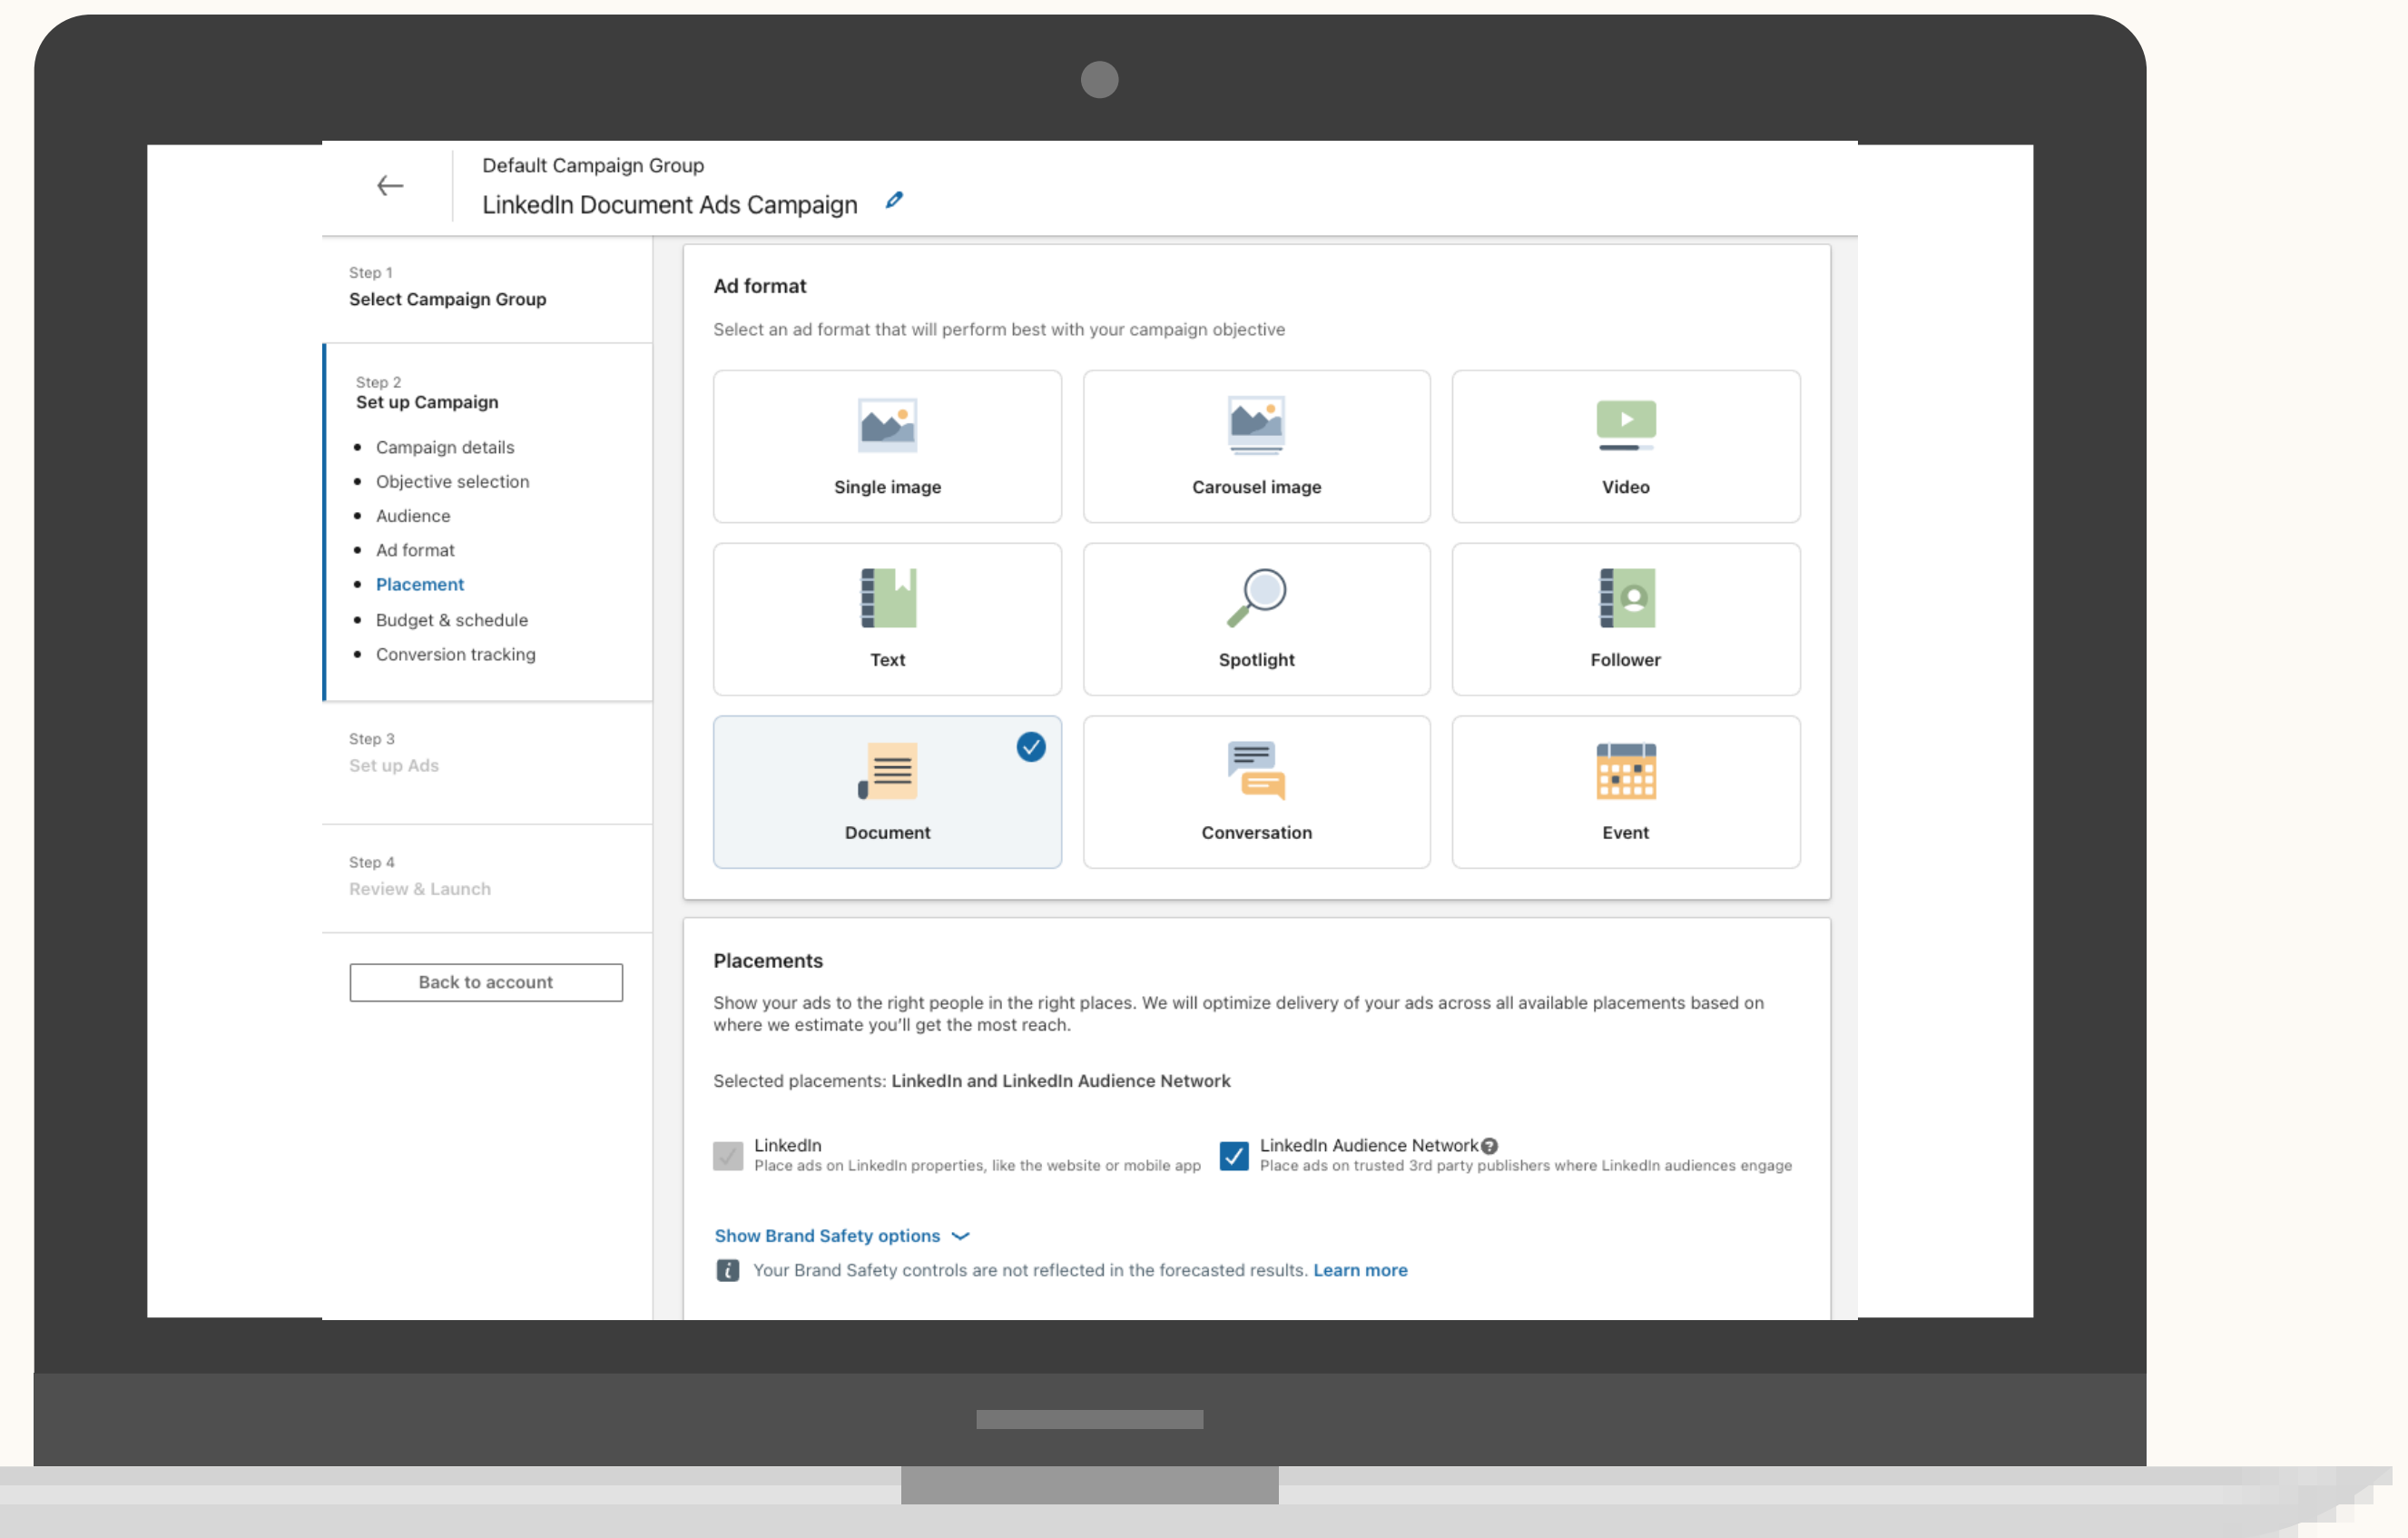 Default Campaign Group
LinkedIn Document Ads Campaign
Step 1
Select Campaign Group
Step 2
Set up Campaign
Campaign details
Objective selection
Audience
Ad format
Placement
Budget & schedule
Conversion tracking
Step 3
Set up Ads
Step 4
Review & Launch
Back to account
Ad format
Select an ad format that will perform best with your campaign objective
Single image
Carousel image
Video
Text
Spotlight
Follower
Document
Conversation
Event
Placements
Show your ads to the right people in the right places. We will optimize delivery of your ads across all available placements based on
where we estimate you’ll get the most reach.
Selected placements: LinkedIn and LinkedIn Audience Network
LinkedIn
Place ads on LinkedIn properties, like the website or mobile app
LinkedIn Audience Network
Place ads on trusted 3rd party publishers where LinkedIn audiences engage
Show Brand Safety options
Your Brand Safety controls are not reflected in the forecasted results. Learn more